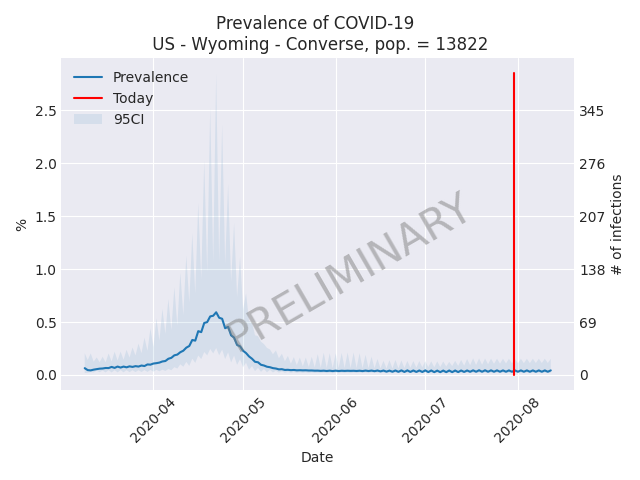 Prevalence of COVID-19
US - Wyoming - Converse, pop. = 13822
Prevalence
Today
95CI
2.5
2.0
1.5
1.0
0.5
0.0
%
345
276
207
138
69
0
# of infections
PRELIMINARY
2020-04
2020-05
2020-06
2020-07
2020-08
Date